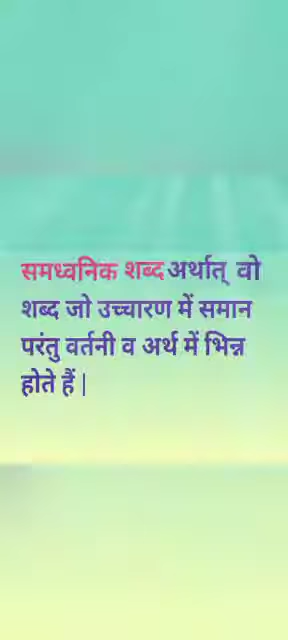 समध्वनिक शब्द अर्थात् वो
शब्द जो उच्चारण में समान
परंतु वर्तनी व अर्थ में भिन्न
होते हैं |